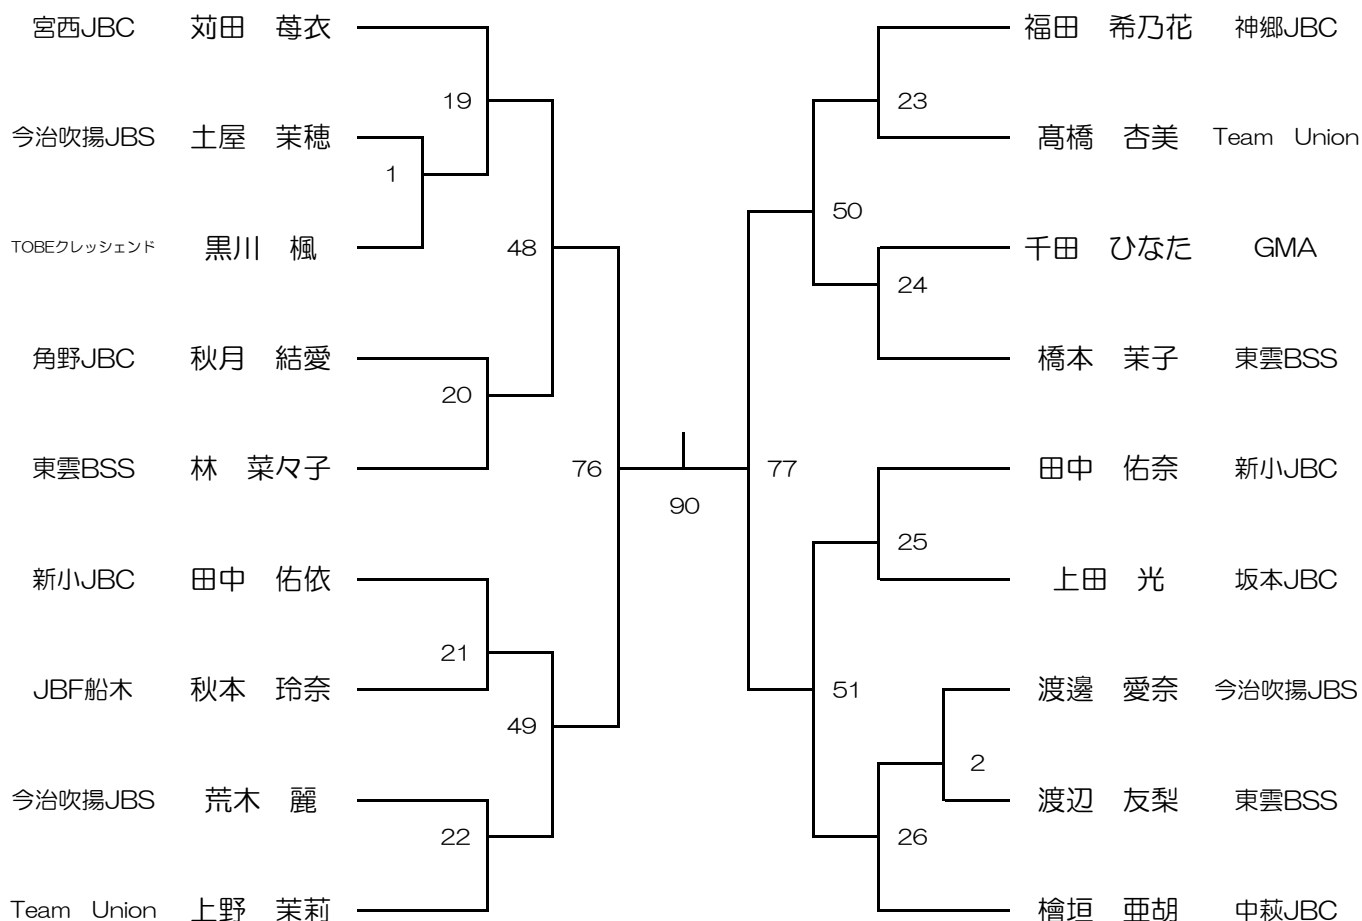 宮西JBC 苅田 苺衣 福田 希乃花 神郷JBC
19 23
今治吹揚JBS 土屋 茉穂 髙橋 杏美 Team Union
1
50
TOBEクレッシェンド 黒川 楓 48 千田 ひなた GMA
24
角野JBC 秋月 結愛 橋本 茉子 東雲BSS
20
東雲BSS 林 菜々子 76 77 田中 佑奈 新小JBC
90
25
新小JBC 田中 佑依 上田 光 坂本JBC
21
JBF船木 秋本 玲奈 51 渡邊 愛奈 今治吹揚JBS
49
2
今治吹揚JBS 荒木 麗 渡辺 友梨 東雲BSS
22 26
Team Union 上野 茉莉 檜垣 亜胡 中萩JBC